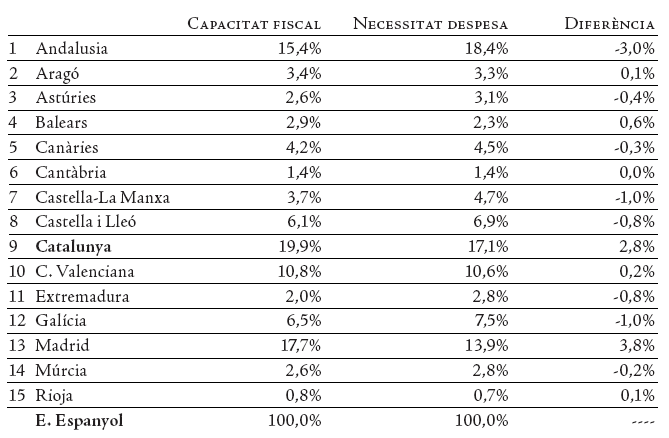 CAPACITAT FISCAL NECESSITAT DESPESA DIFERÈNCIA
1 Andalusia 15,4% 18,4% -3,0%
2 Aragó 3,4% 3,3% 0,1%
3 Astúries 2,6% 3,1% -0,4%
4 Balears 2,9% 2,3% 0,6%
5 Canàries 4,2% 4,5% -0,3%
6 Cantàbria 1,4% 1,4% 0,0%
7 Castella-La Manxa 3,7% 4,7% -1,0%
8 Castella i Lleó 6,1% 6,9% -0,8%
9 Catalunya 19,9% 17,1% 2,8%
10 C. Valenciana 10,8% 10,6% 0,2%
11 Extremadura 2,0% 2,8% -0,8%
12 Galícia 6,5% 7,5% -1,0%
13 Madrid 17,7% 13,9% 3,8%
14 Múrcia 2,6% 2,8% -0,2%
15 Rioja 0,8% 0,7% 0,1%
E. Espanyol 100,0% 100,0% ----